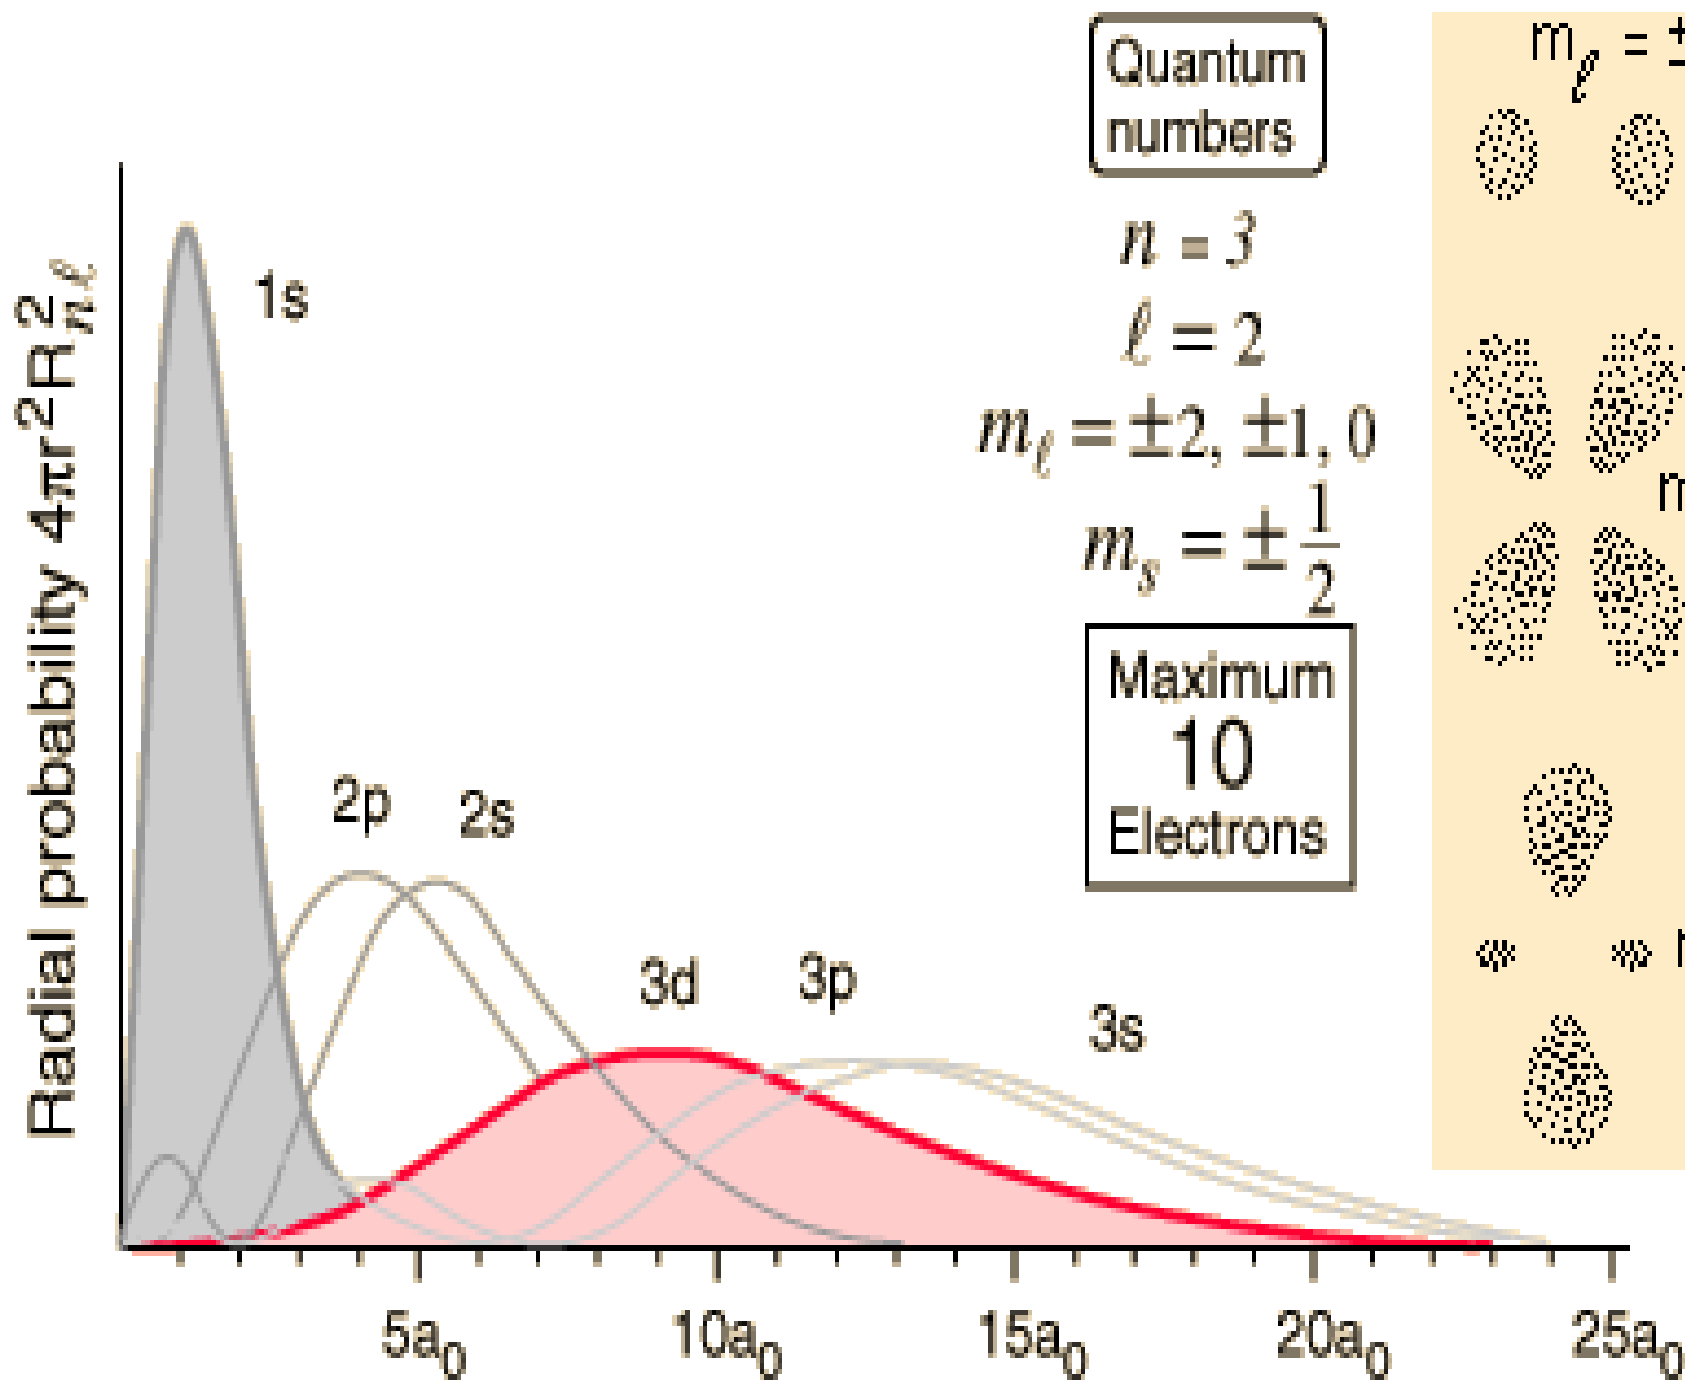 Quantum
numbers
n = 3
ℓ = 2
mℓ = ±2, ±1, 0
ms = ± 1/2
Maximum
10
Electrons
mℓ = ±
m
r
1s
2p
2s
3d
3p
3s
Radial probability 4πr²R²nℓ
5a₀
10a₀
15a₀
20a₀
25a₀